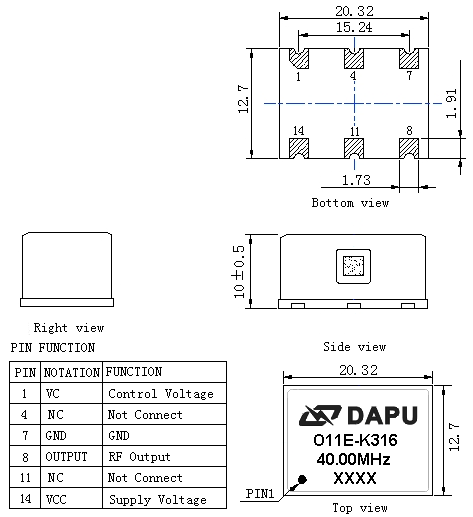 20.32
15.24
1
4
7
12.7
1.91
14
11
8
1.73
Bottom view
10±0.5
Right view
Side view
PIN FUNCTION
PIN NOTATION FUNCTION
1 VC Control Voltage
4 NC Not Connect
7 GND GND
8 OUTPUT RF Output
11 NC Not Connect
14 VCC Supply Voltage
20.32
DAPU
O11E-K316
40.00MHz
XXXX
12.7
PIN1
Top view